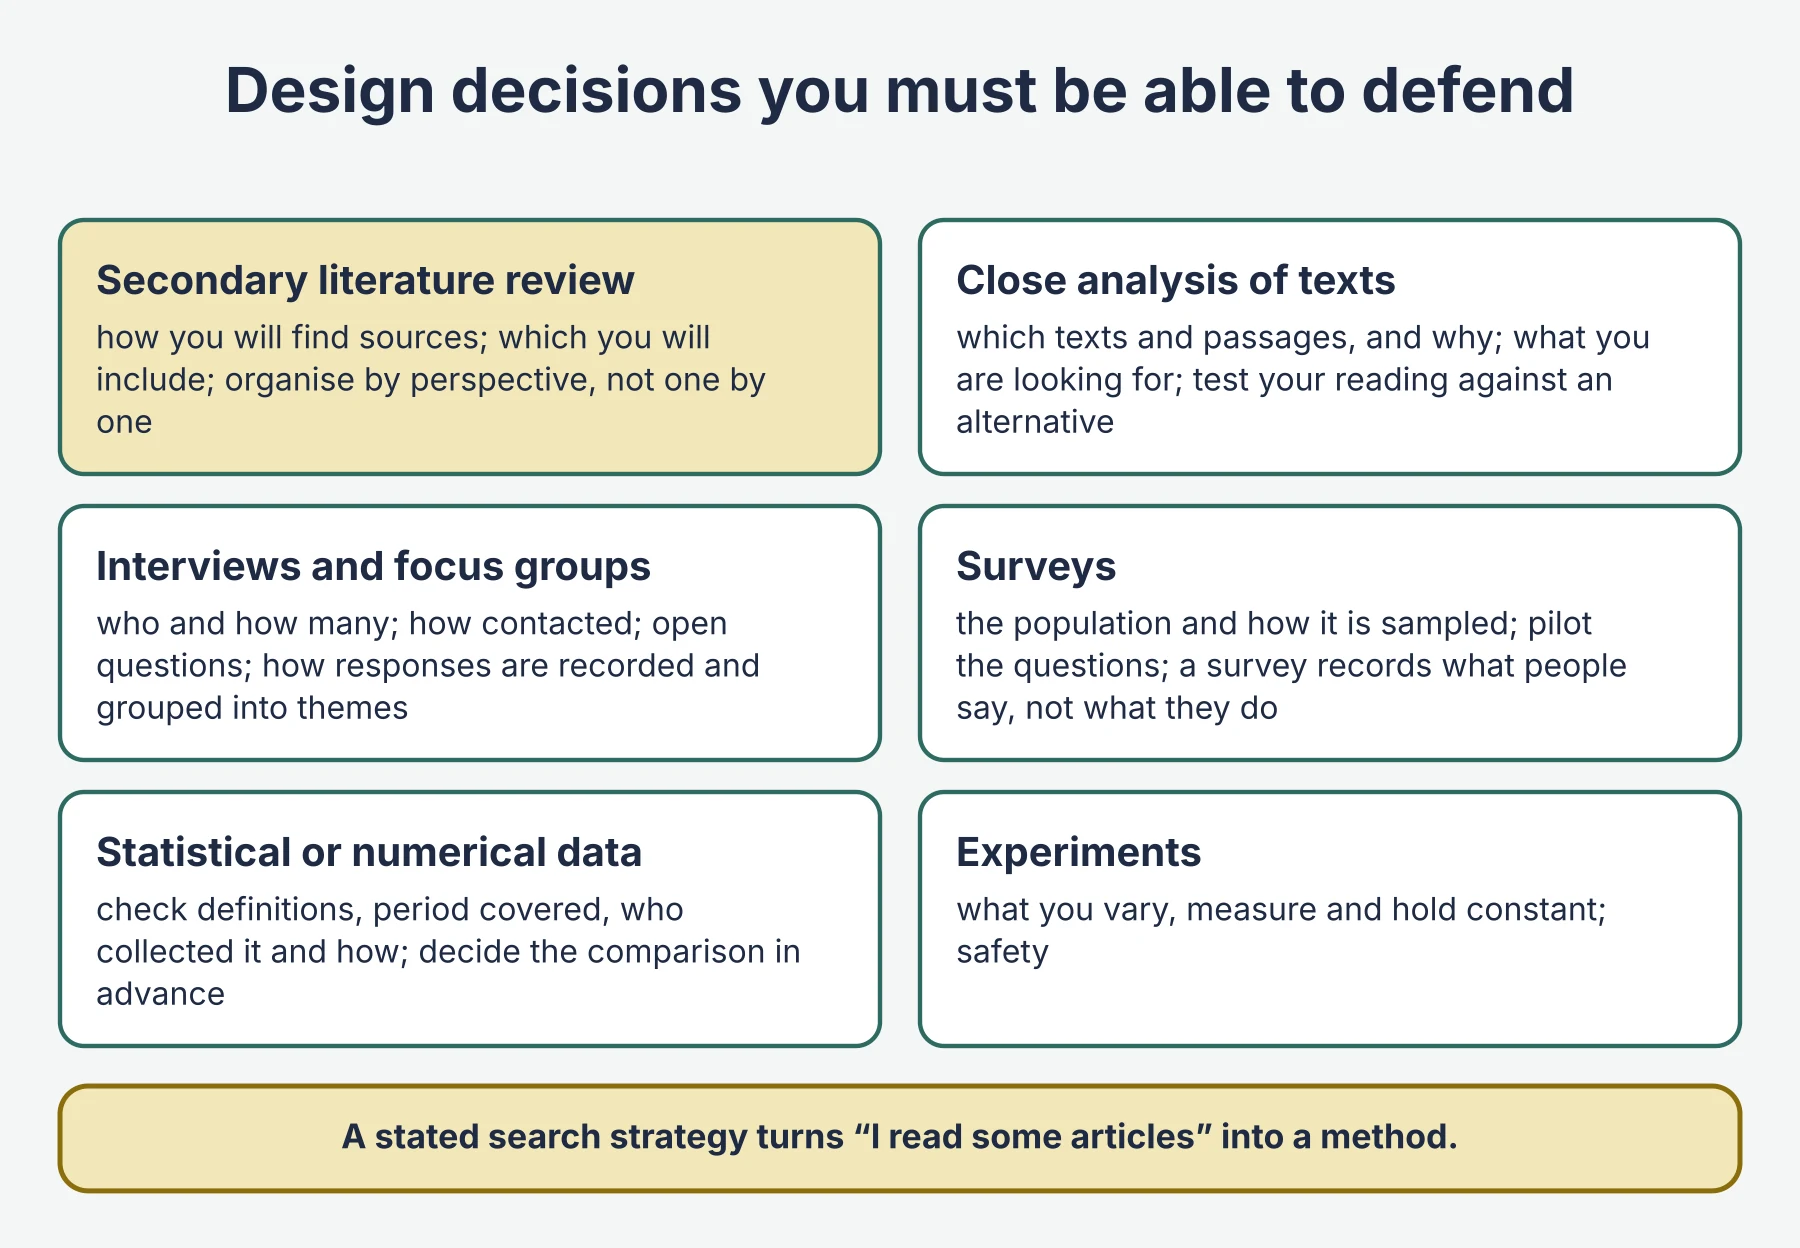 Design decisions you must be able to defend
Secondary literature review
how you will find sources; which you will
include; organise by perspective, not one by
one
Close analysis of texts
which texts and passages, and why; what you
are looking for; test your reading against an
alternative
Interviews and focus groups
who and how many; how contacted; open
questions; how responses are recorded and
grouped into themes
Surveys
the population and how it is sampled; pilot
the questions; a survey records what people
say, not what they do
Statistical or numerical data
check definitions, period covered, who
collected it and how; decide the comparison in
advance
Experiments
what you vary, measure and hold constant;
safety
A stated search strategy turns “I read some articles” into a method.